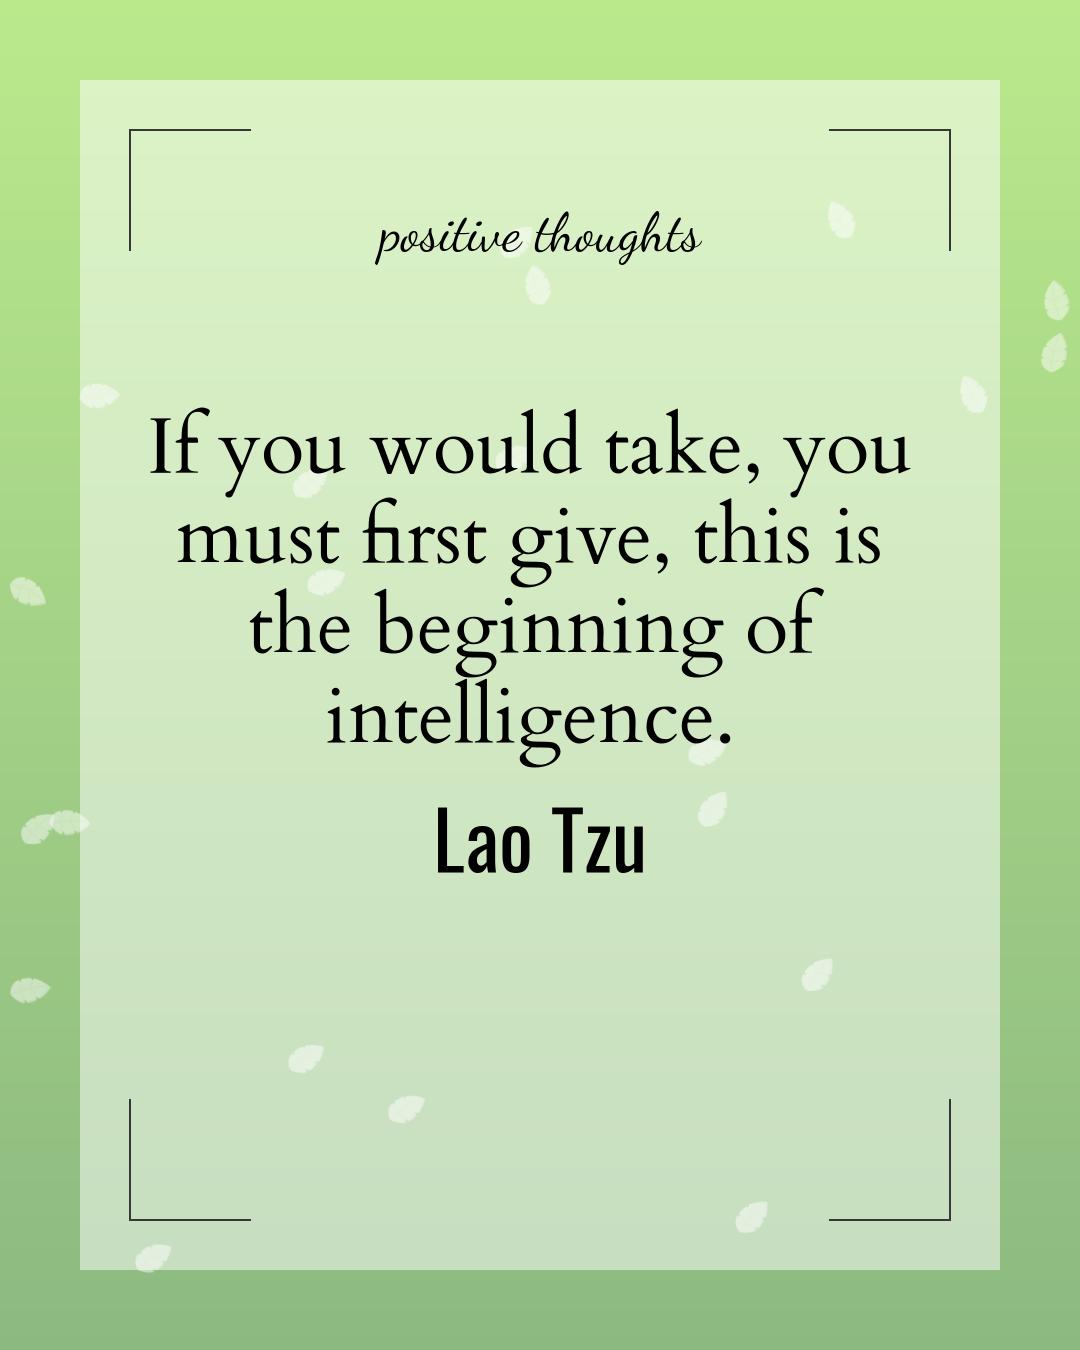 positive thoughts
If you would take, you
must first give, this is
the beginning of
intelligence.
Lao Tzu